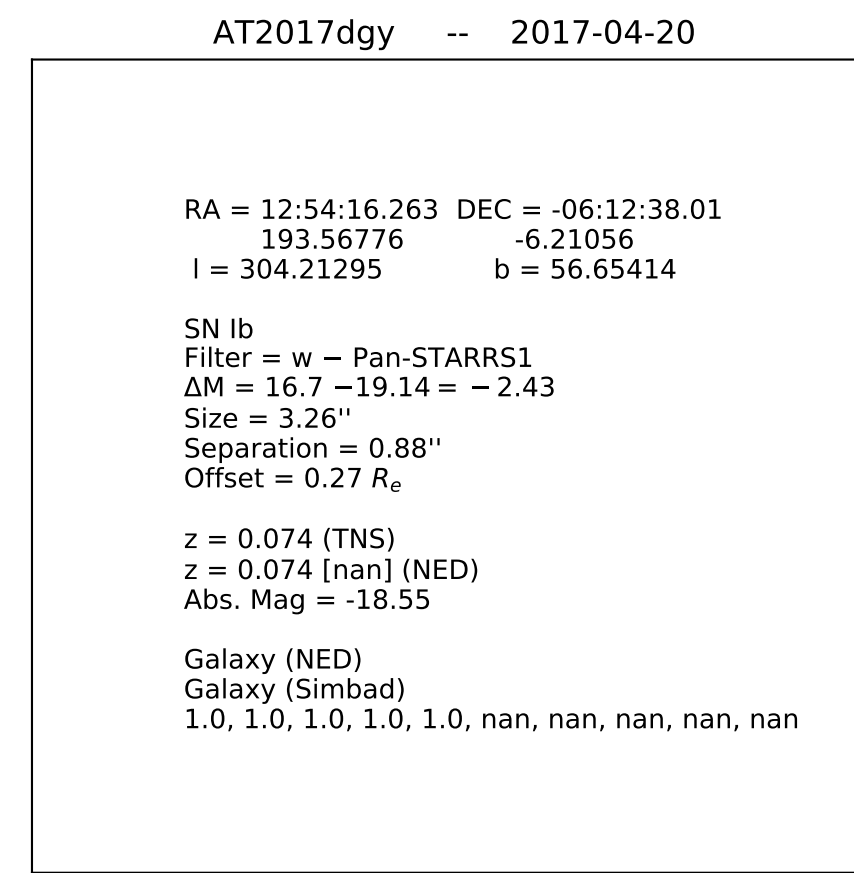 AT2017dgy -- 2017-04-20
RA = 12:54:16.263 DEC = -06:12:38.01
193.56776 -6.21056
l = 304.21295 b = 56.65414
SN Ib
Filter = w − Pan-STARRS1
ΔM = 16.7 −19.14 = −2.43
Size = 3.26''
Separation = 0.88''
Offset = 0.27 Rₑ
z = 0.074 (TNS)
z = 0.074 [nan] (NED)
Abs. Mag = -18.55
Galaxy (NED)
Galaxy (Simbad)
1.0, 1.0, 1.0, 1.0, 1.0, nan, nan, nan, nan, nan